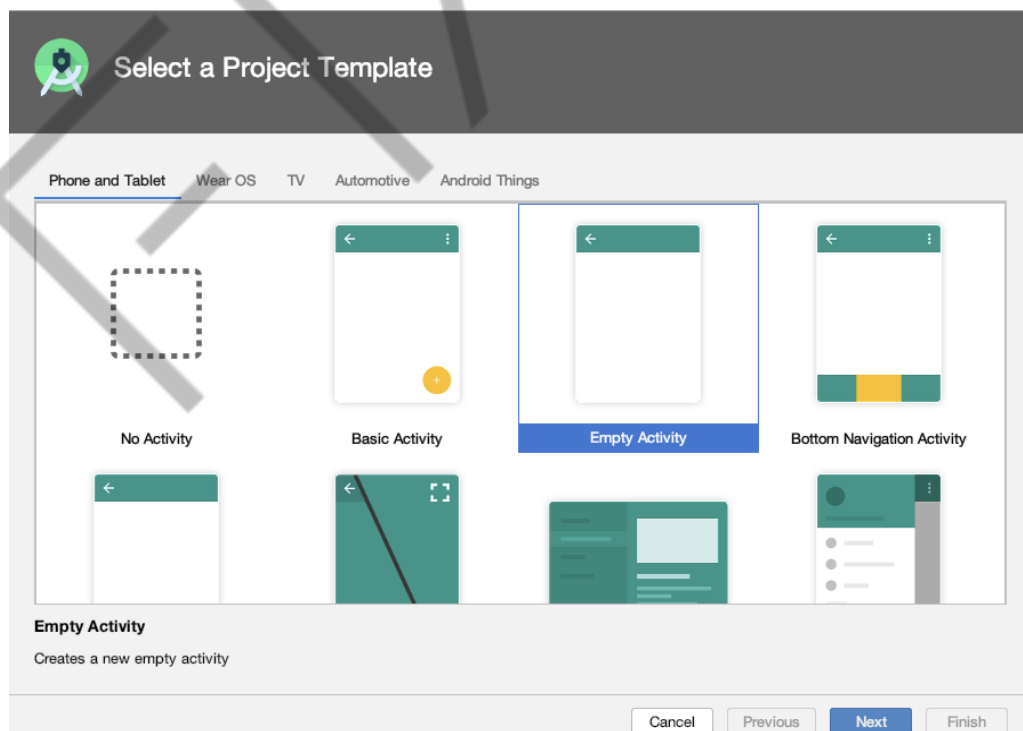 Select a Project Template
Phone and Tablet Wear OS TV Automotive Android Things
No Activity Basic Activity Empty Activity Bottom Navigation Activity
Empty Activity
Creates a new empty activity
Cancel Previous Next Finish